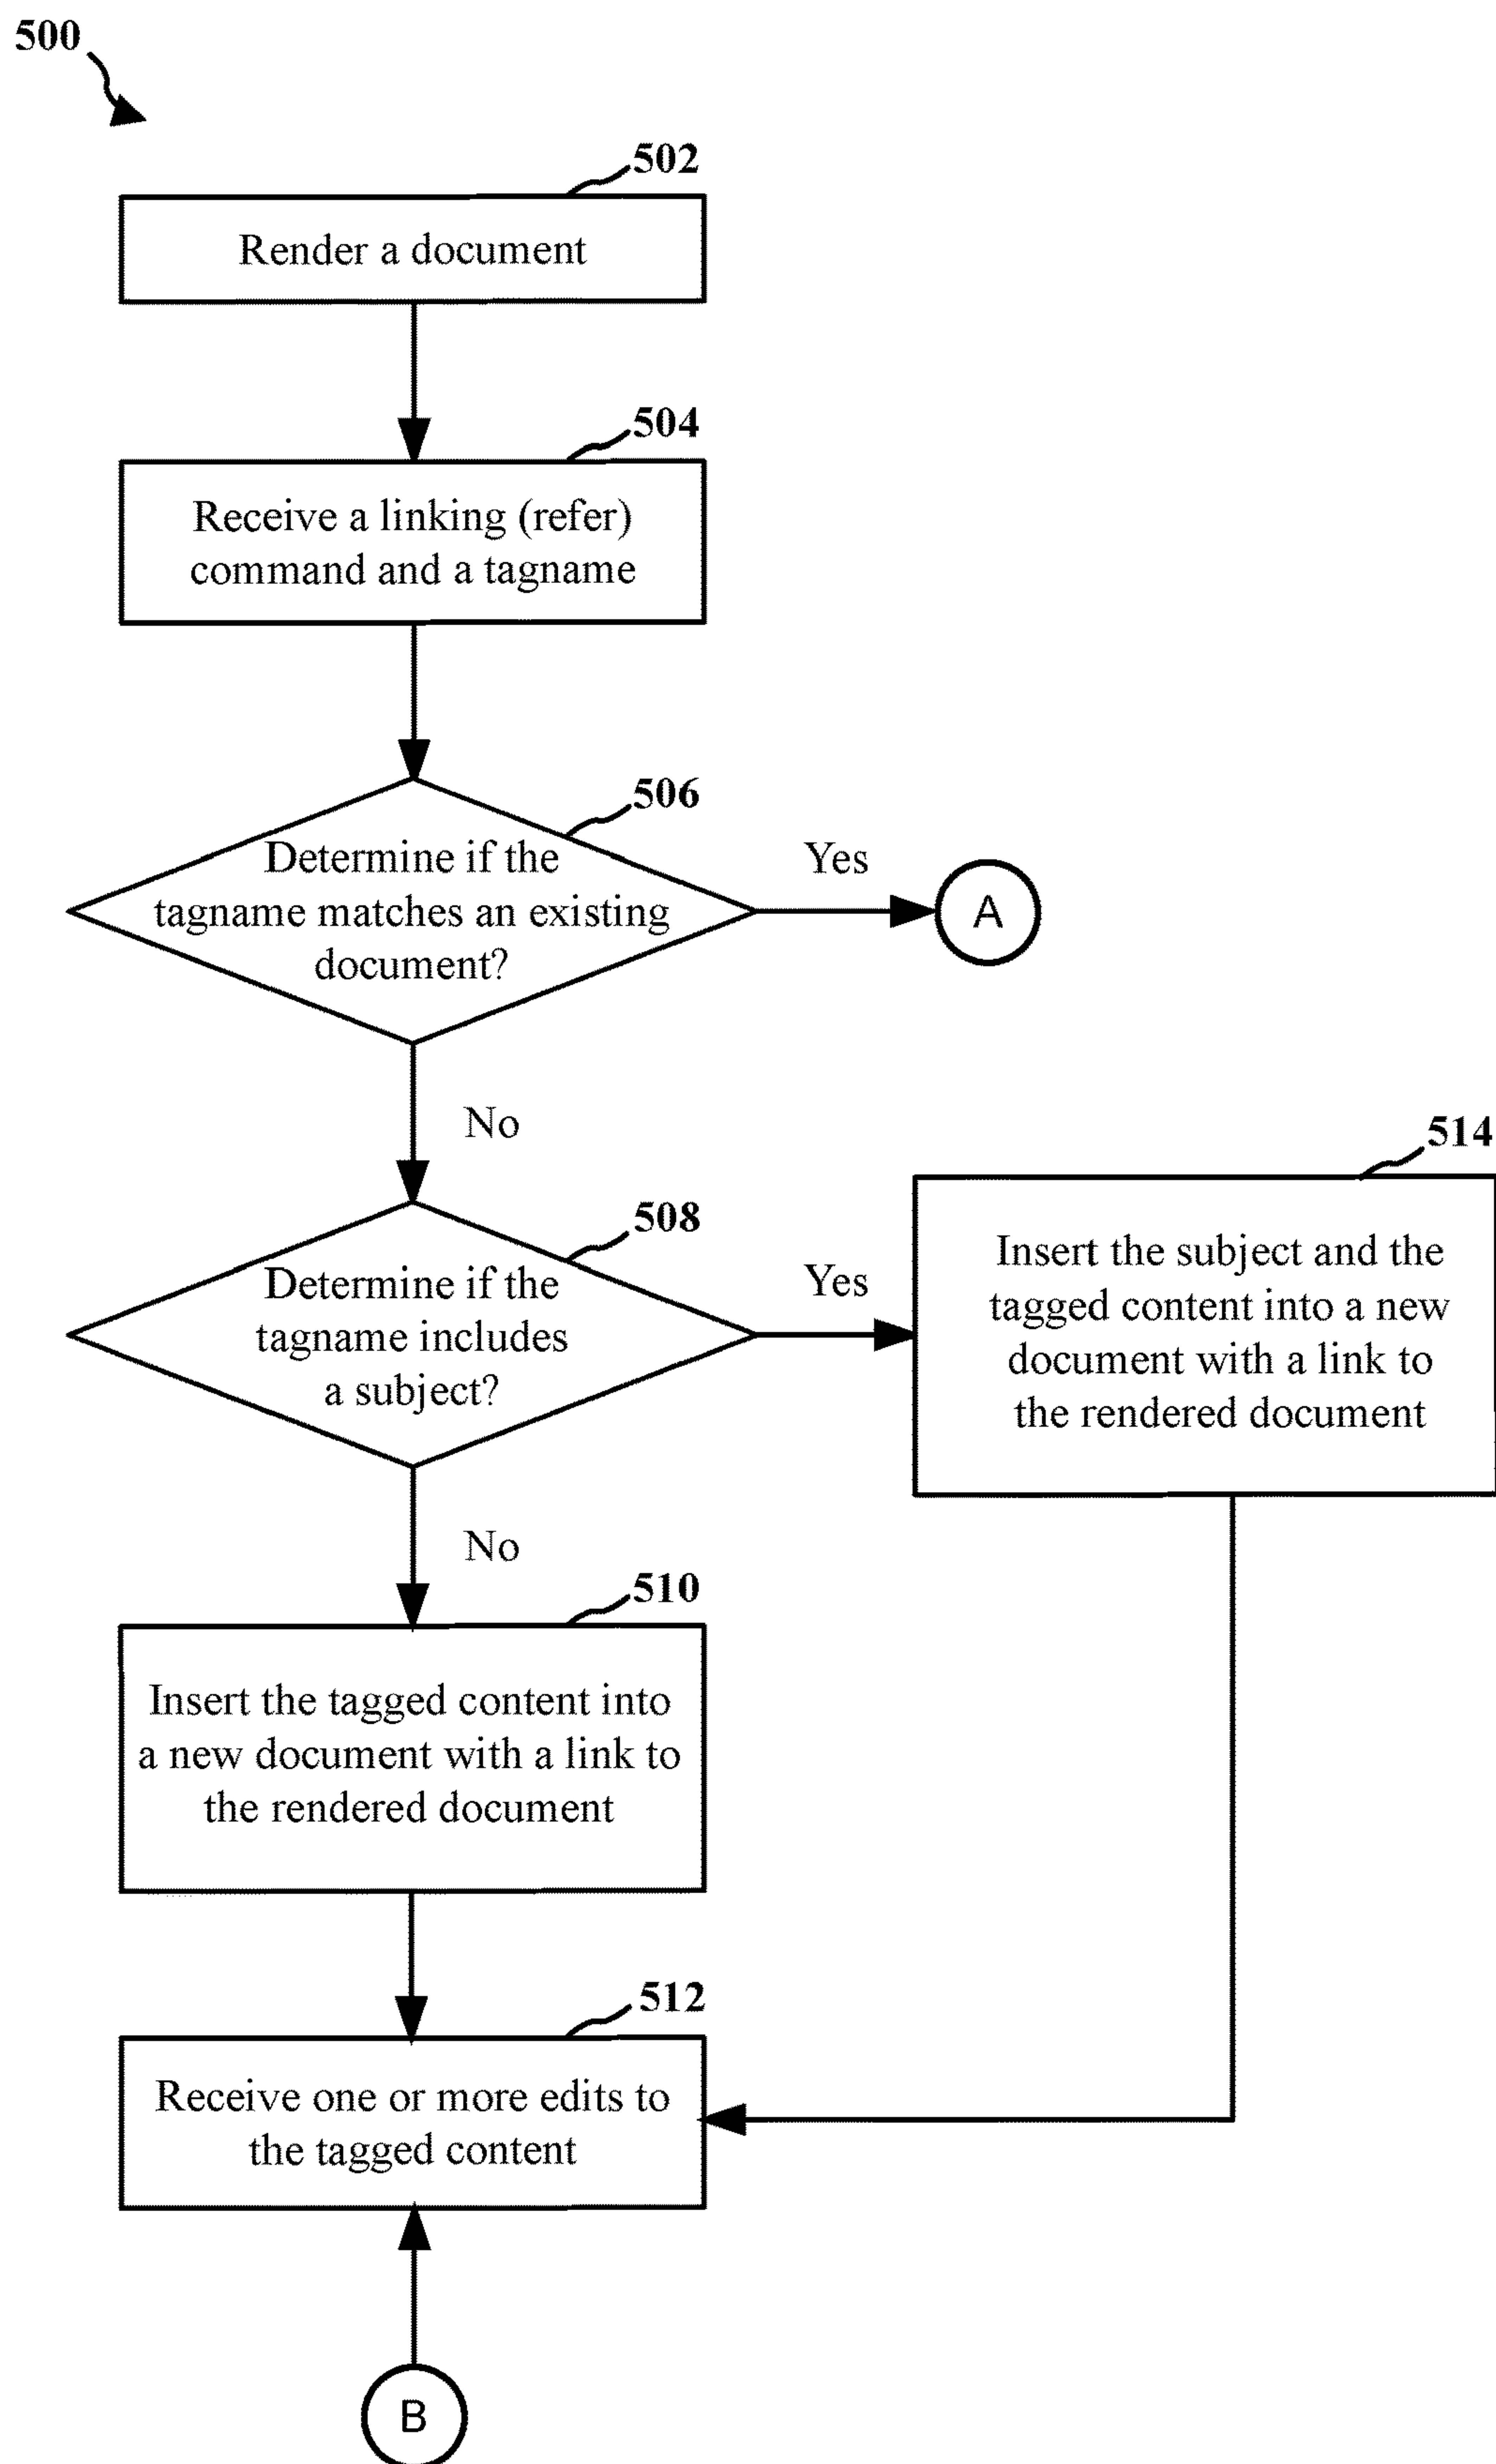 500
502
Render a document
504
Receive a linking (refer)
command and a tagname
506
Determine if the
tagname matches an existing
document?
Yes
A
No
508
Determine if the
tagname includes
a subject?
Yes
514
Insert the subject and the
tagged content into a new
document with a link to
the rendered document
No
510
Insert the tagged content into
a new document with a link to
the rendered document
512
Receive one or more edits to
the tagged content
B